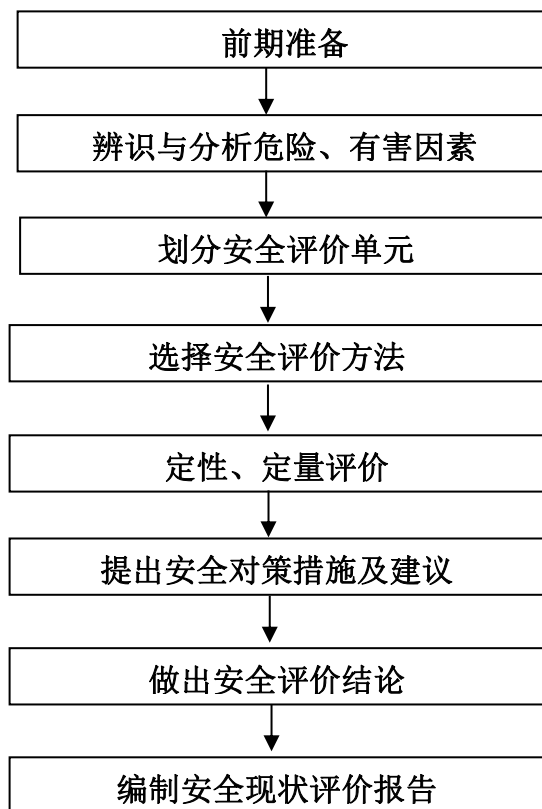 前期准备
辨识与分析危险、有害因素
划分安全评价单元
选择安全评价方法
定性、定量评价
提出安全对策措施及建议
做出安全评价结论
编制安全现状评价报告